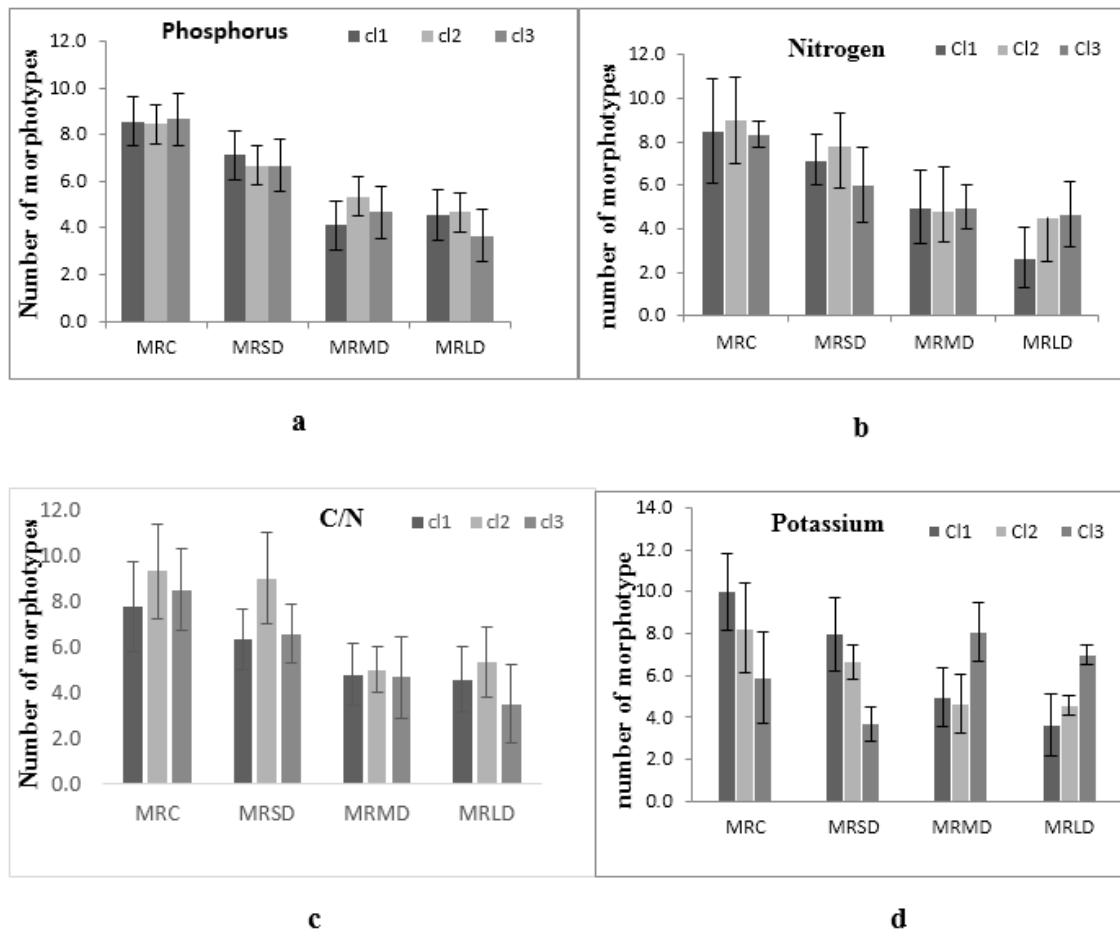 Phosphorus
cl1 cl2 cl3
Number of morphotypes
12.0
10.0
8.0
6.0
4.0
2.0
0.0
MRC MRSD MRMD MRLD
a
Nitrogen
Cl1 Cl2 Cl3
number of morphotypes
12.0
10.0
8.0
6.0
4.0
2.0
0.0
MRC MRSD MRMD MRLD
b
C/N
cl1 cl2 cl3
Number of morphotypes
12.0
10.0
8.0
6.0
4.0
2.0
0.0
MRC MRSD MRMD MRLD
c
Potassium
Cl1 Cl2 Cl3
number of morphotype
14.0
12.0
10.0
8.0
6.0
4.0
2.0
0.0
MRC MRSD MRMD MRLD
d